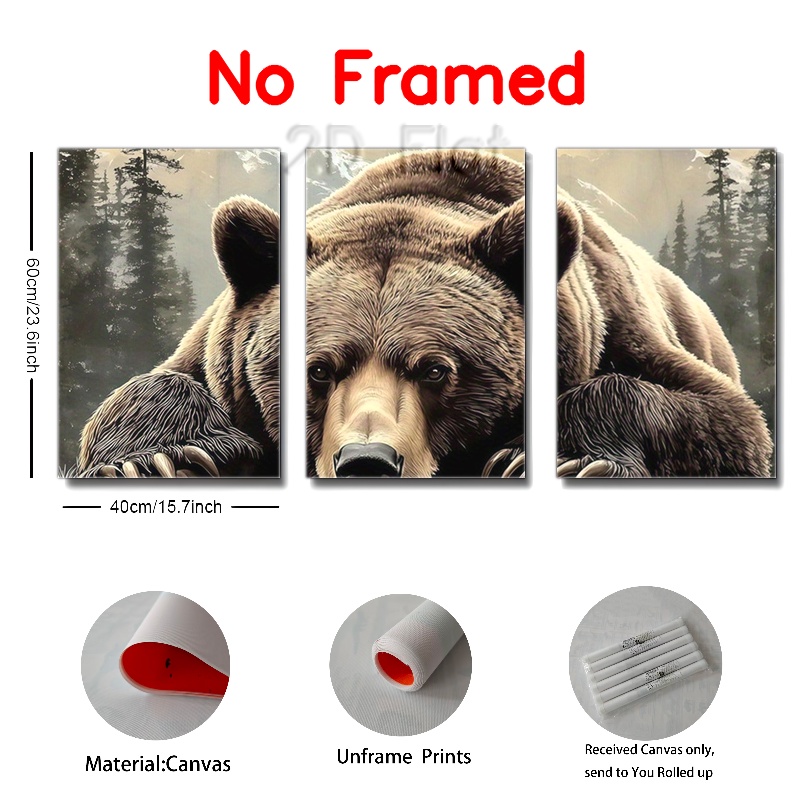 No Framed
2D Flat
60cm/23.6inch
40cm/15.7inch
Material:Canvas
Unframe Prints
Received Canvas only,
send to You Rolled up